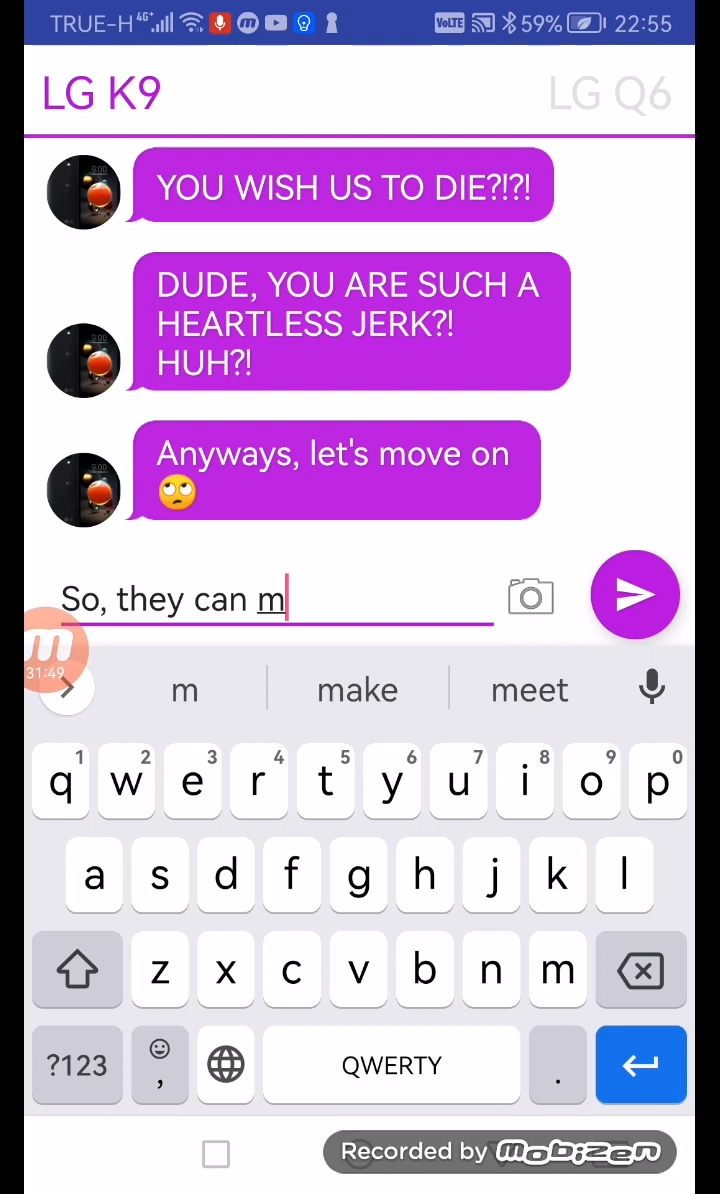 TRUE-H 4G+ VoLTE 59% 22:55
LG K9 LG Q6
YOU WISH US TO DIE?!?!
DUDE, YOU ARE SUCH A
HEARTLESS JERK?!
HUH?!
Anyways, let's move on
🙄
So, they can m
31:49
m make meet
1 2 3 4 5 6 7 8 9 0
q w e r t y u i o p
a s d f g h j k l
z x c v b n m
?123 , QWERTY .
Recorded by mobizen